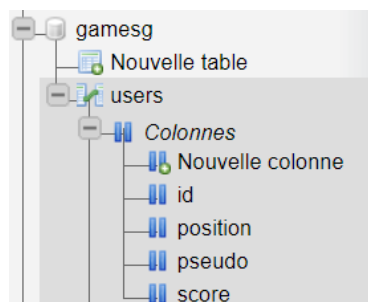 gamesg
Nouvelle table
users
Colonnes
Nouvelle colonne
id
position
pseudo
score